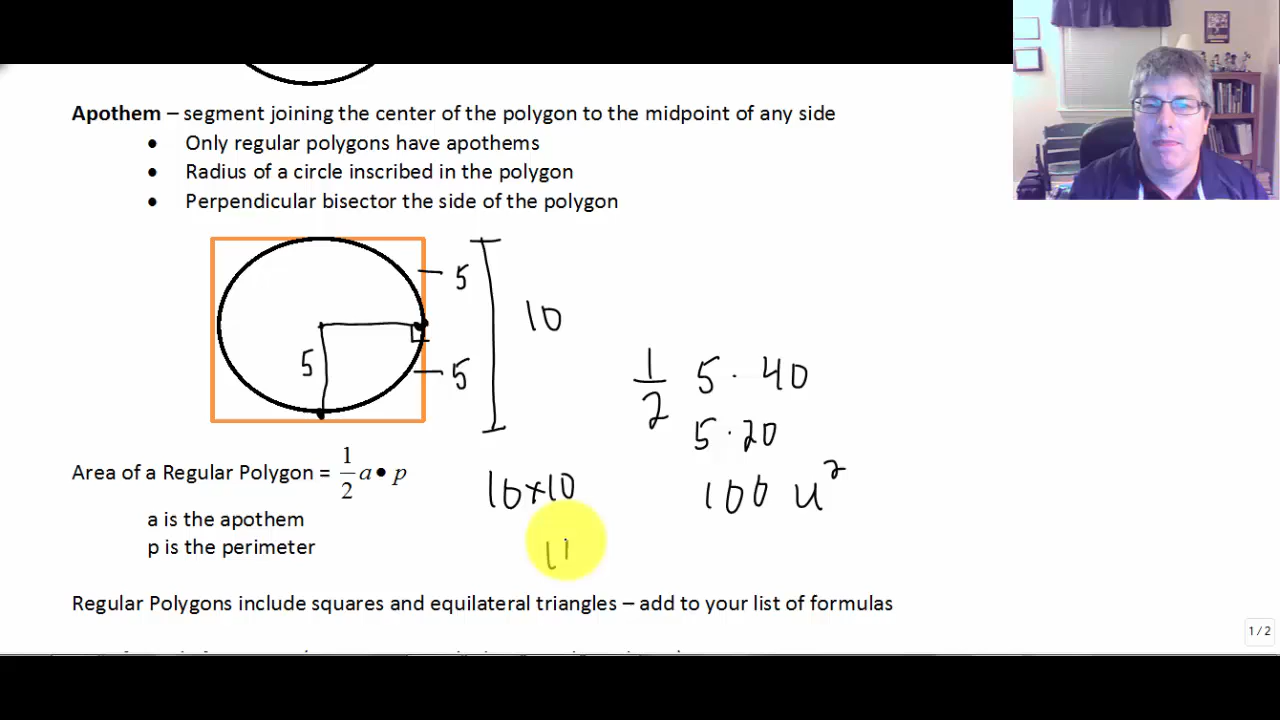 Apothem – segment joining the center of the polygon to the midpoint of any side
• Only regular polygons have apothems
• Radius of a circle inscribed in the polygon
• Perpendicular bisector the side of the polygon
5
10
5
5
1/2 5 · 40
5 · 20
100 u²
Area of a Regular Polygon = 1/2 a • p
10x10
a is the apothem
p is the perimeter
Regular Polygons include squares and equilateral triangles – add to your list of formulas
1 / 2